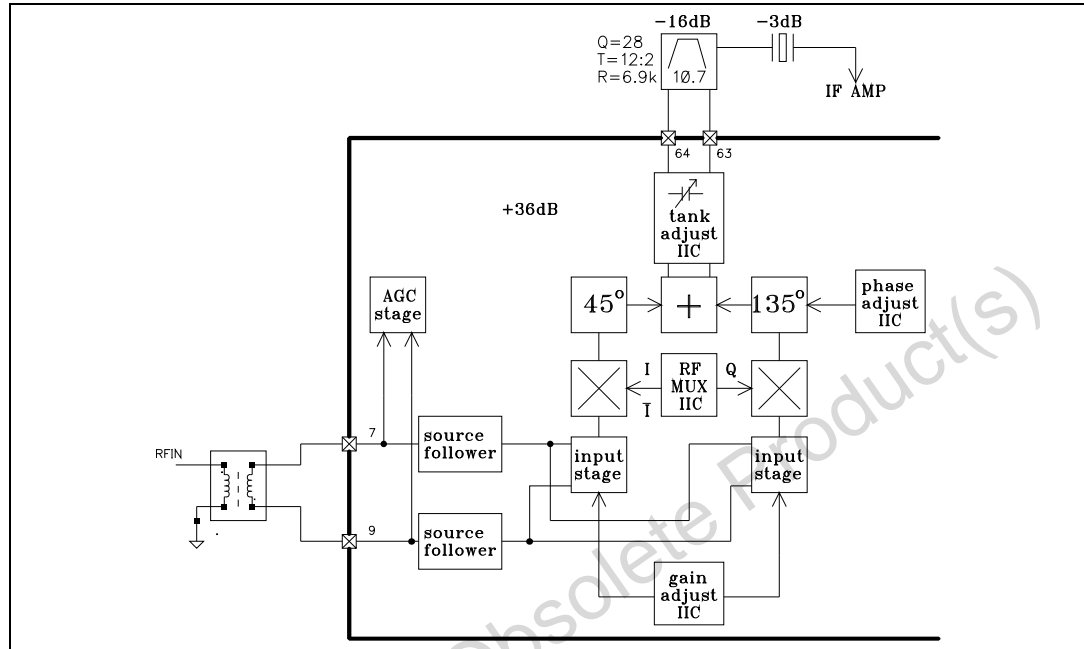 -16dB
-3dB
Q=28
T=12:2
R=6.9k
10.7
IF AMP
64
63
+36dB
tank
adjust
IIC
AGC
stage
45°
+
135°
phase
adjust
IIC
I
I̅
RF
MUX
IIC
Q
RFIN
7
source
follower
input
stage
input
stage
9
source
follower
gain
adjust
IIC
Obsolete Product(s)